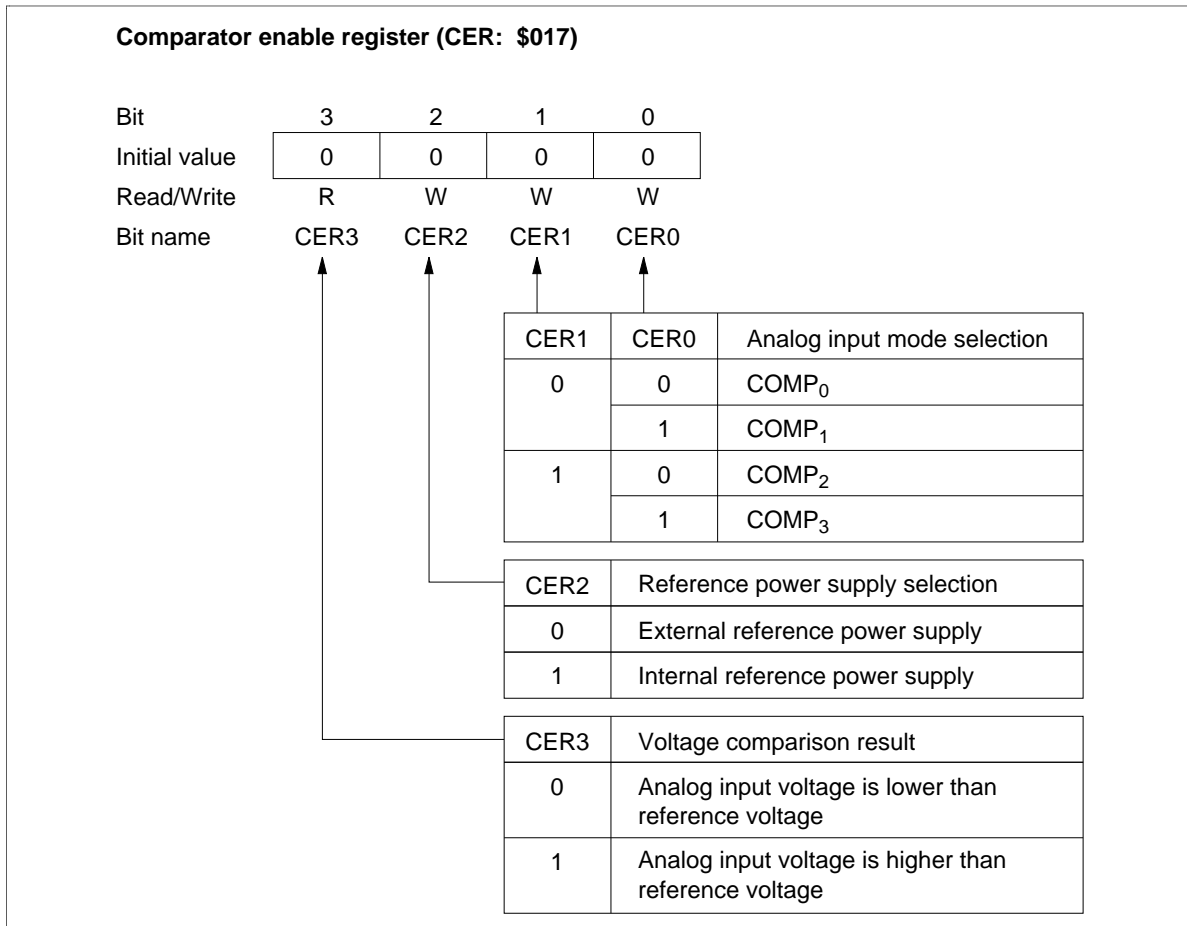 Comparator enable register (CER: $017)
Bit 3 2 1 0
Initial value 0 0 0 0
Read/Write R W W W
Bit name CER3 CER2 CER1 CER0
CER1 CER0 Analog input mode selection
0 0 COMP₀
1 COMP₁
1 0 COMP₂
1 COMP₃
CER2 Reference power supply selection
0 External reference power supply
1 Internal reference power supply
CER3 Voltage comparison result
0 Analog input voltage is lower than
reference voltage
1 Analog input voltage is higher than
reference voltage